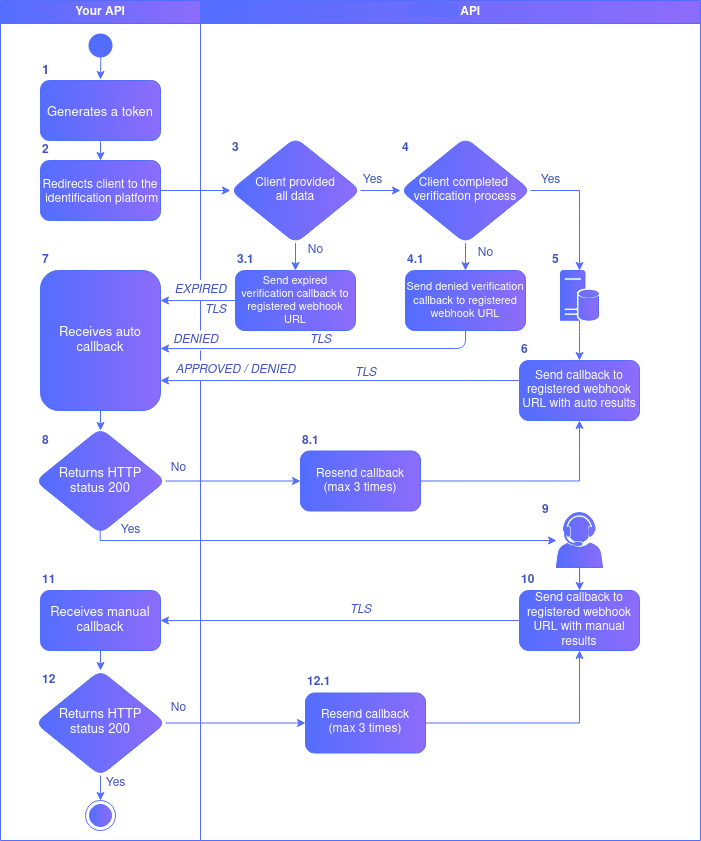 Your API
API
1
Generates a token
2
Redirects client to the
identification platform
3
Client provided
all data
Yes
No
4
Client completed
verification process
Yes
No
3.1
Send expired
verification callback to
registered webhook
URL
4.1
Send denied verification
callback to registered
webhook URL
5
7
Receives auto
callback
EXPIRED
TLS
DENIED
TLS
APPROVED / DENIED
TLS
6
Send callback to
registered webhook
URL with auto results
8
Returns HTTP
status 200
No
Yes
8.1
Resend callback
(max 3 times)
9
10
Send callback to
registered webhook
URL with manual
results
TLS
11
Receives manual
callback
12
Returns HTTP
status 200
No
Yes
12.1
Resend callback
(max 3 times)